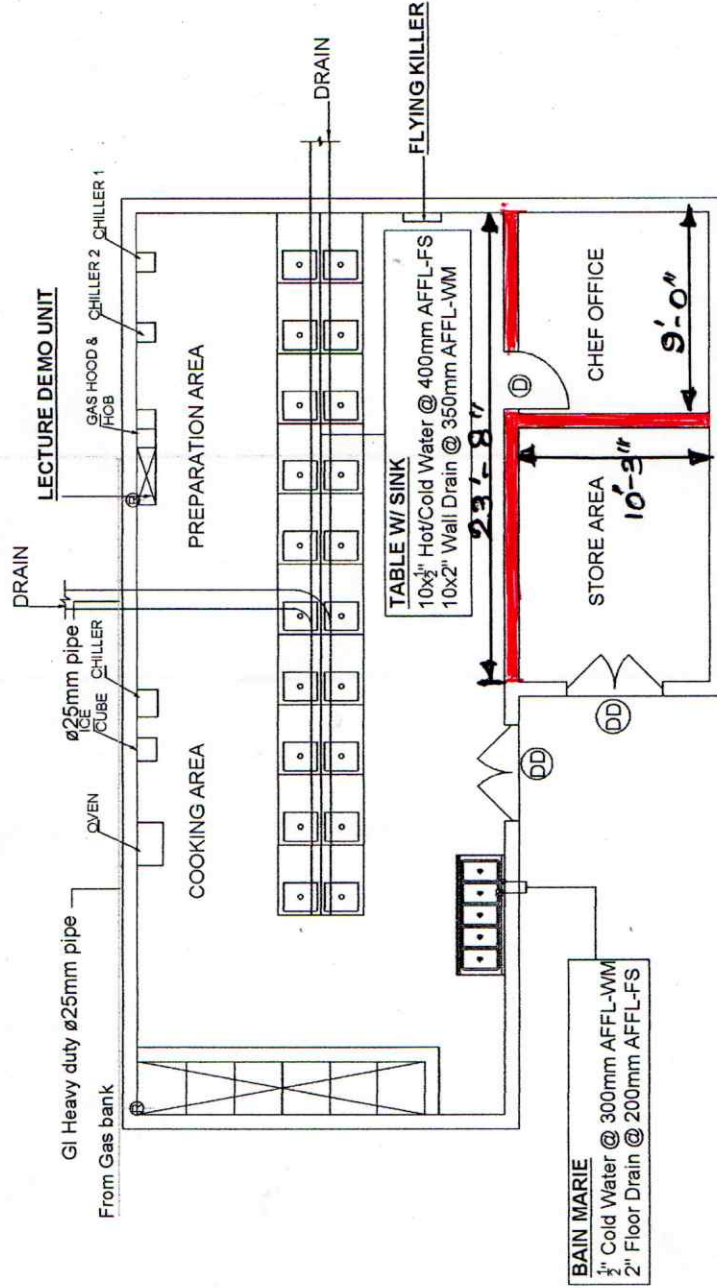 DRAIN
GI Heavy duty ø25mm pipe
From Gas bank
ø25mm pipe
OVEN
ICE
CUBE
CHILLER
LECTURE DEMO UNIT
GAS HOOD &
HOB
CHILLER 2
CHILLER 1
COOKING AREA
PREPARATION AREA
DRAIN
FLYING KILLER
TABLE W/ SINK
10x½" Hot/Cold Water @ 400mm AFFL-FS
10x2" Wall Drain @ 350mm AFFL-WM
23'-8"
D
DD
DD
STORE AREA
10'-3"
CHEF OFFICE
9'-0"
BAIN MARIE
½" Cold Water @ 300mm AFFL-WM
2" Floor Drain @ 200mm AFFL-FS